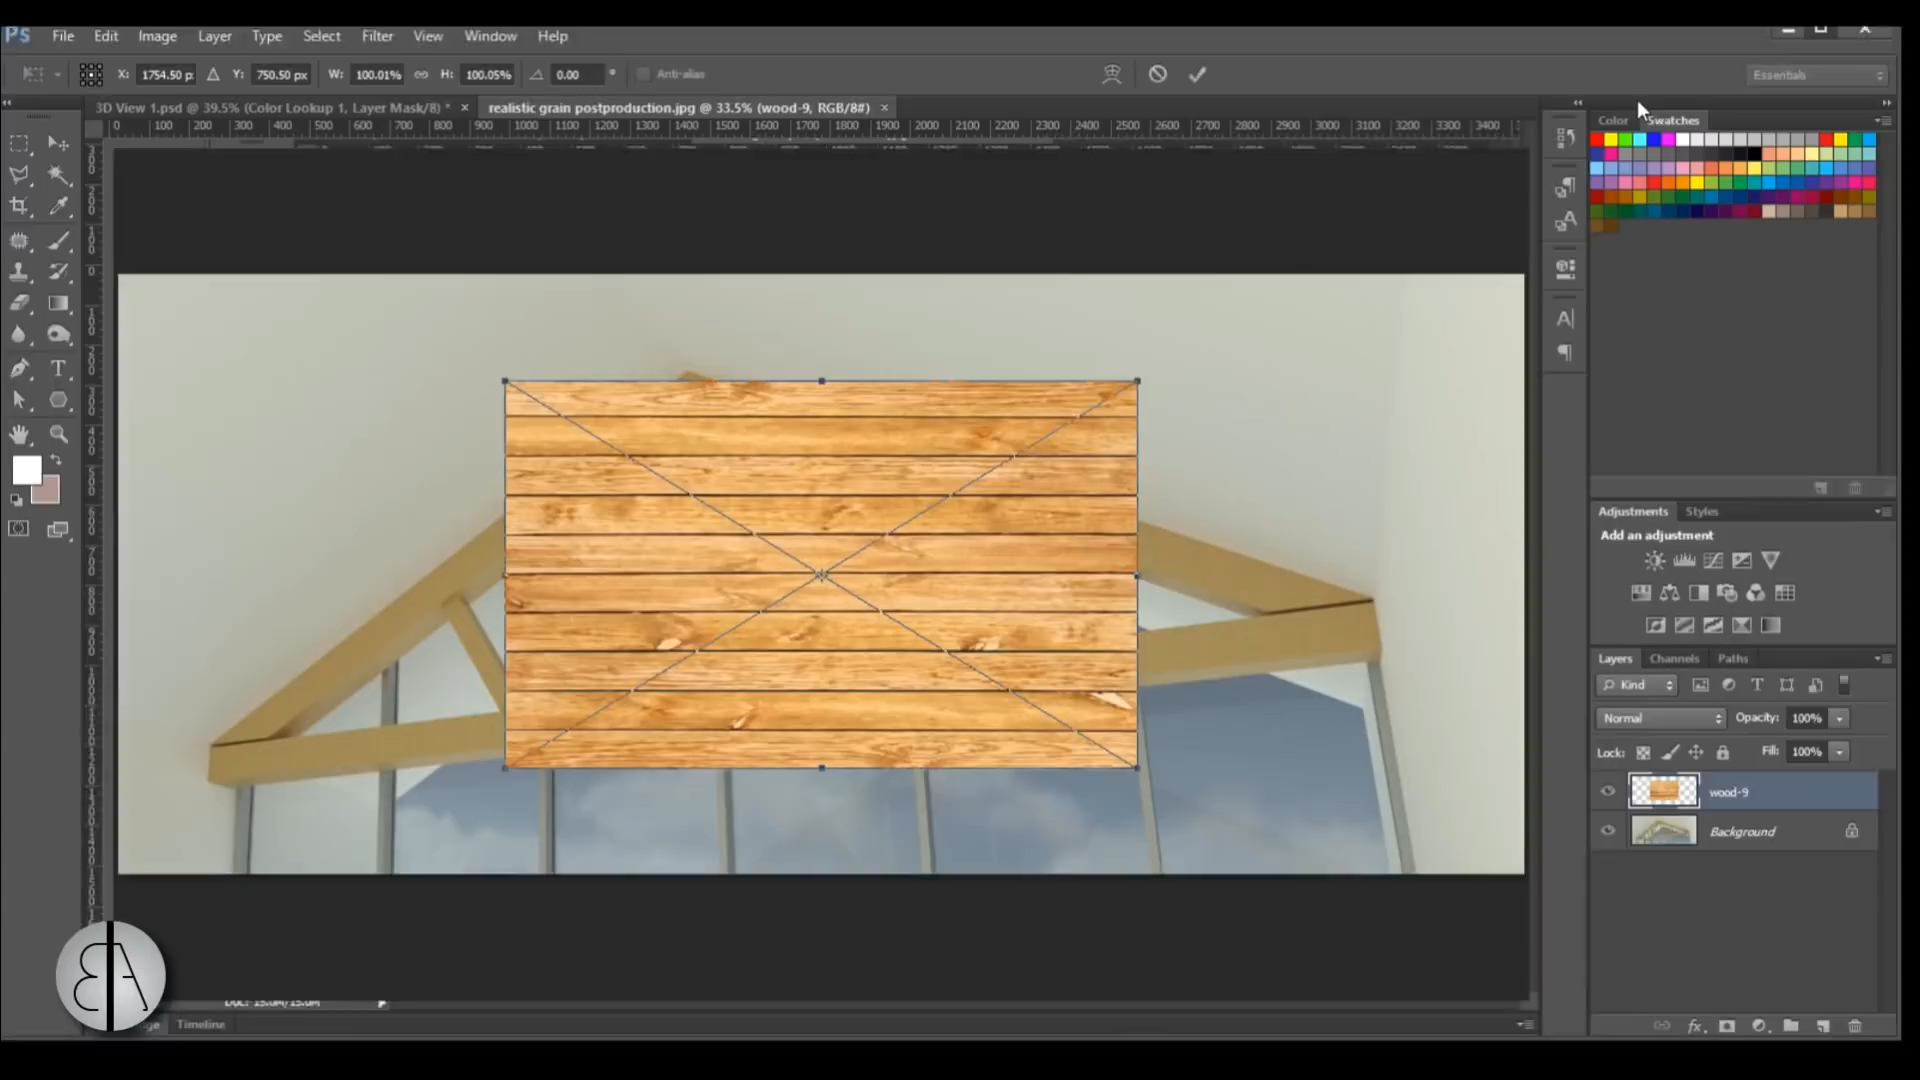 Ps File Edit Image Layer Type Select Filter View Window Help
X: 1754.50 p: Δ Y: 750.50 px W: 100.01% H: 100.05% 0.00 ° Anti-alias Essentials
3D View 1.psd @ 39.5% (Color Lookup 1, Layer Mask/8) * × realistic grain postproduction.jpg @ 33.5% (wood-9, RGB/8#) ×
Color Swatches
0 100 200 300 400 500 600 700 800 900 1000 1100 1200 1300 1400 1500 1600 1700 1800 1900 2000 2100 2200 2300 2400 2500 2600 2700 2800 2900 3000 3100 3200 3300 3400
Adjustments Styles
Add an adjustment
Layers Channels Paths
Kind
Normal Opacity: 100%
Lock: Fill: 100%
wood-9
Background
Timeline